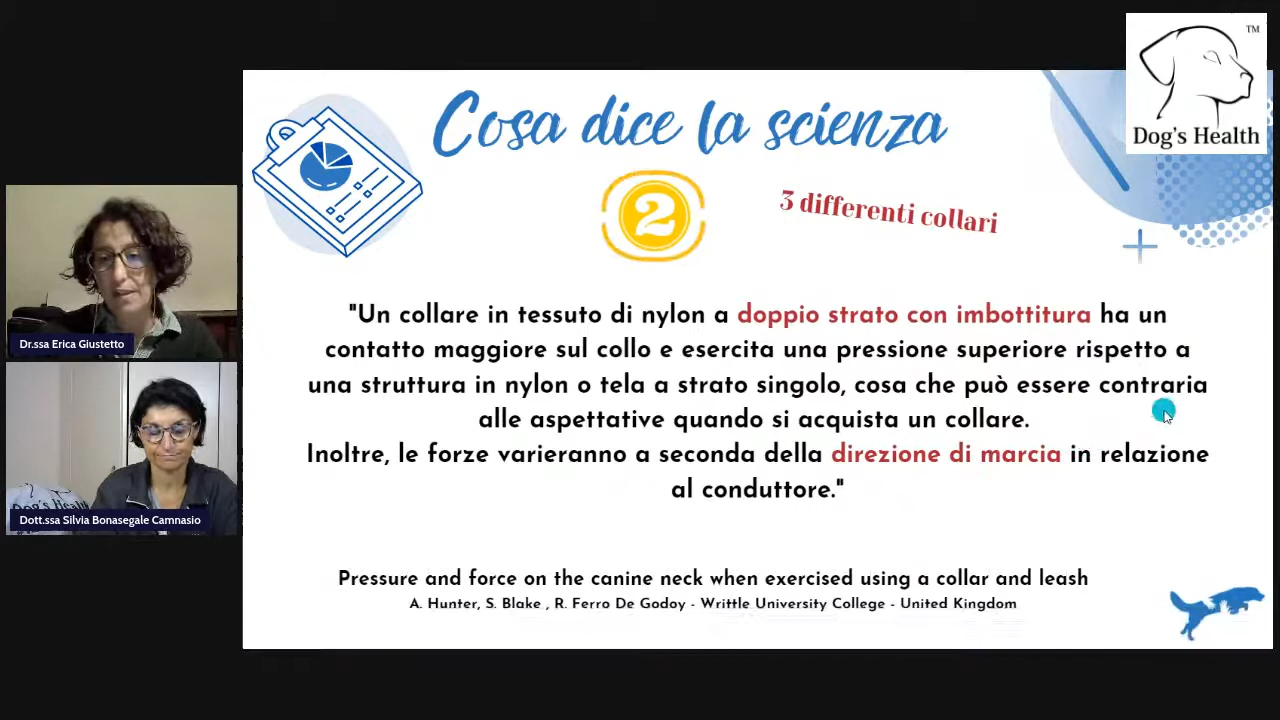 TM
Dog's Health
Cosa dice la scienza
2
3 differenti collari
"Un collare in tessuto di nylon a doppio strato con imbottitura ha un
contatto maggiore sul collo e esercita una pressione superiore rispetto a
una struttura in nylon o tela a strato singolo, cosa che può essere contraria
alle aspettative quando si acquista un collare.
Inoltre, le forze varieranno a seconda della direzione di marcia in relazione
al conduttore."
Pressure and force on the canine neck when exercised using a collar and leash
A. Hunter, S. Blake , R. Ferro De Godoy - Writtle University College - United Kingdom
Dr.ssa Erica Giustetto
Dog's Health
Dott.ssa Silvia Bonasegale Camnasio